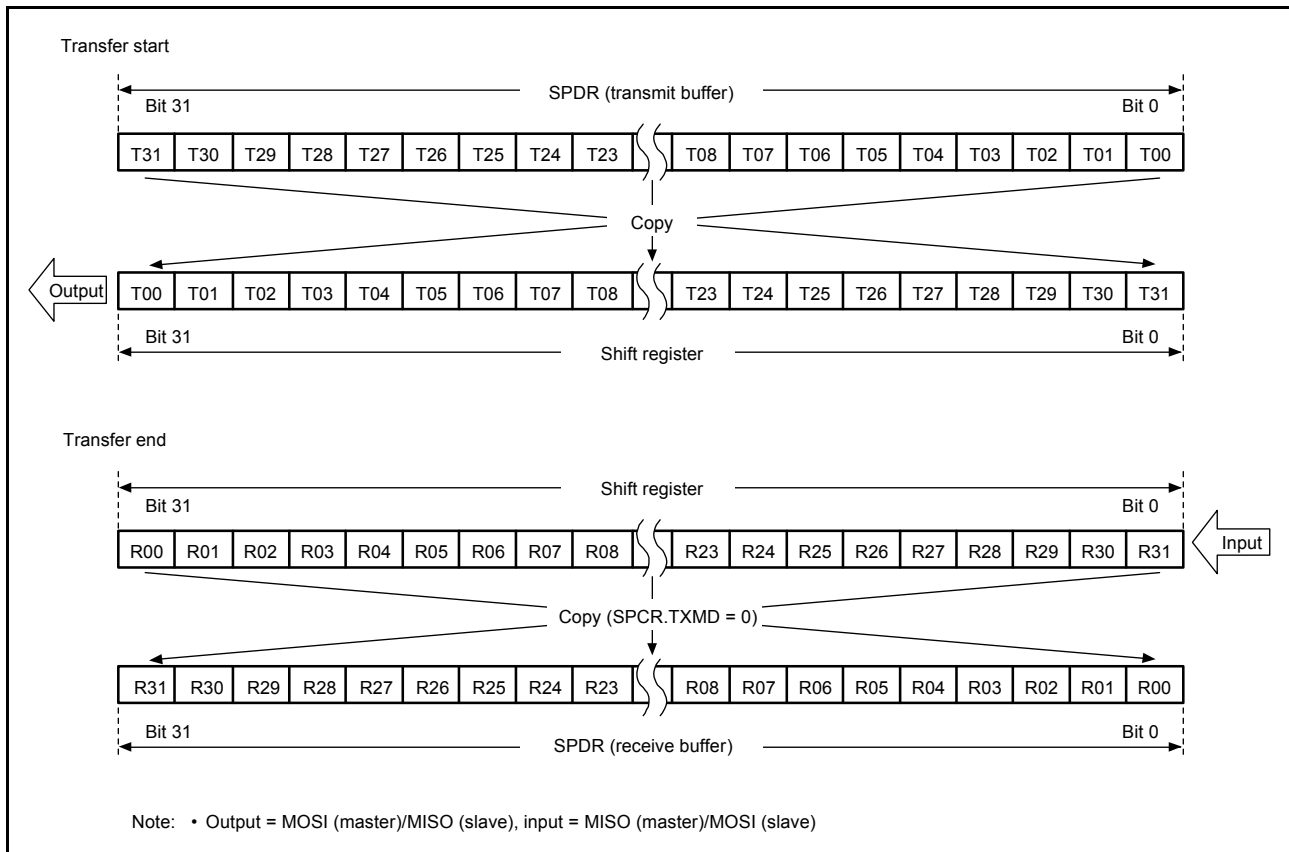 Transfer start
SPDR (transmit buffer)
Bit 31 Bit 0
T31 T30 T29 T28 T27 T26 T25 T24 T23 T08 T07 T06 T05 T04 T03 T02 T01 T00
Copy
Output T00 T01 T02 T03 T04 T05 T06 T07 T08 T23 T24 T25 T26 T27 T28 T29 T30 T31
Bit 31 Bit 0
Shift register
Transfer end
Shift register
Bit 31 Bit 0
R00 R01 R02 R03 R04 R05 R06 R07 R08 R23 R24 R25 R26 R27 R28 R29 R30 R31 Input
Copy (SPCR.TXMD = 0)
R31 R30 R29 R28 R27 R26 R25 R24 R23 R08 R07 R06 R05 R04 R03 R02 R01 R00
Bit 31 Bit 0
SPDR (receive buffer)
Note: • Output = MOSI (master)/MISO (slave), input = MISO (master)/MOSI (slave)